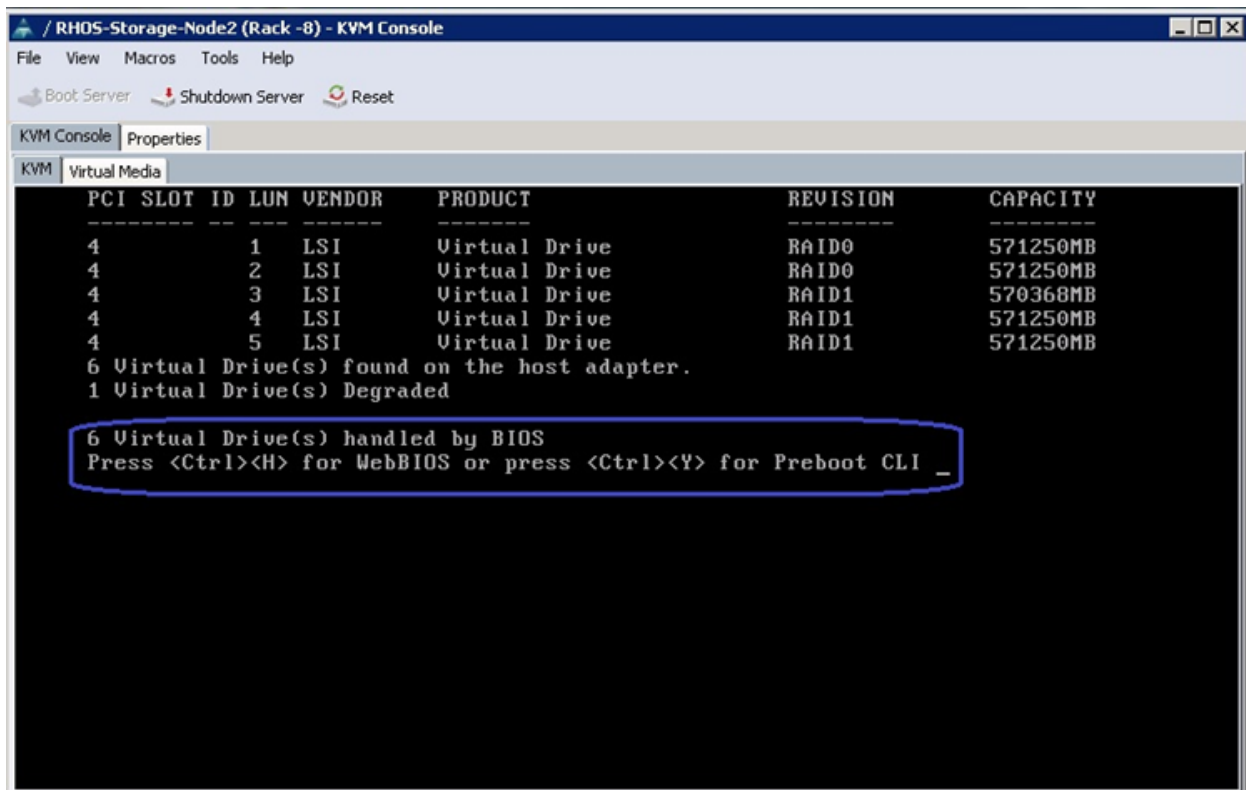 / RHOS-Storage-Node2 (Rack -8) - KVM Console
File View Macros Tools Help
Boot Server Shutdown Server Reset
KVM Console Properties
KVM Virtual Media
PCI SLOT ID LUN VENDOR PRODUCT REVISION CAPACITY
-------- -- --- ------ ------- -------- --------
4 1 LSI Virtual Drive RAID0 571250MB
4 2 LSI Virtual Drive RAID0 571250MB
4 3 LSI Virtual Drive RAID1 570368MB
4 4 LSI Virtual Drive RAID1 571250MB
4 5 LSI Virtual Drive RAID1 571250MB
6 Virtual Drive(s) found on the host adapter.
1 Virtual Drive(s) Degraded
6 Virtual Drive(s) handled by BIOS
Press <Ctrl><H> for WebBIOS or press <Ctrl><Y> for Preboot CLI _